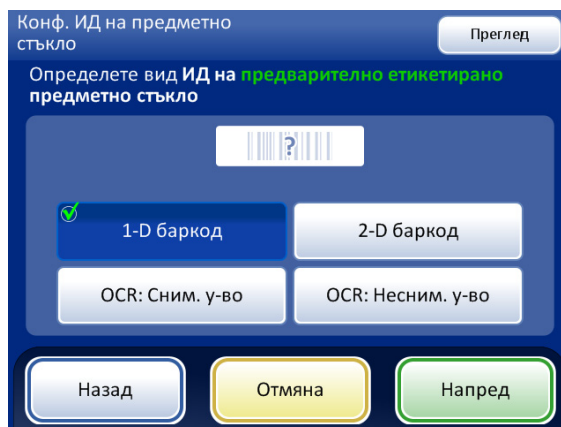 Конф. ИД на предметно
стъкло
Преглед
Определете вид ИД на предварително етикетирано
предметно стъкло
?
1-D баркод
2-D баркод
OCR: Сним. у-во
OCR: Несним. у-во
Назад
Отмяна
Напред